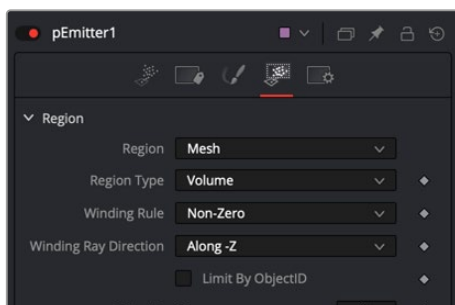 pEmitter1
Region
Region Mesh
Region Type Volume
Winding Rule Non-Zero
Winding Ray Direction Along -Z
Limit By ObjectID